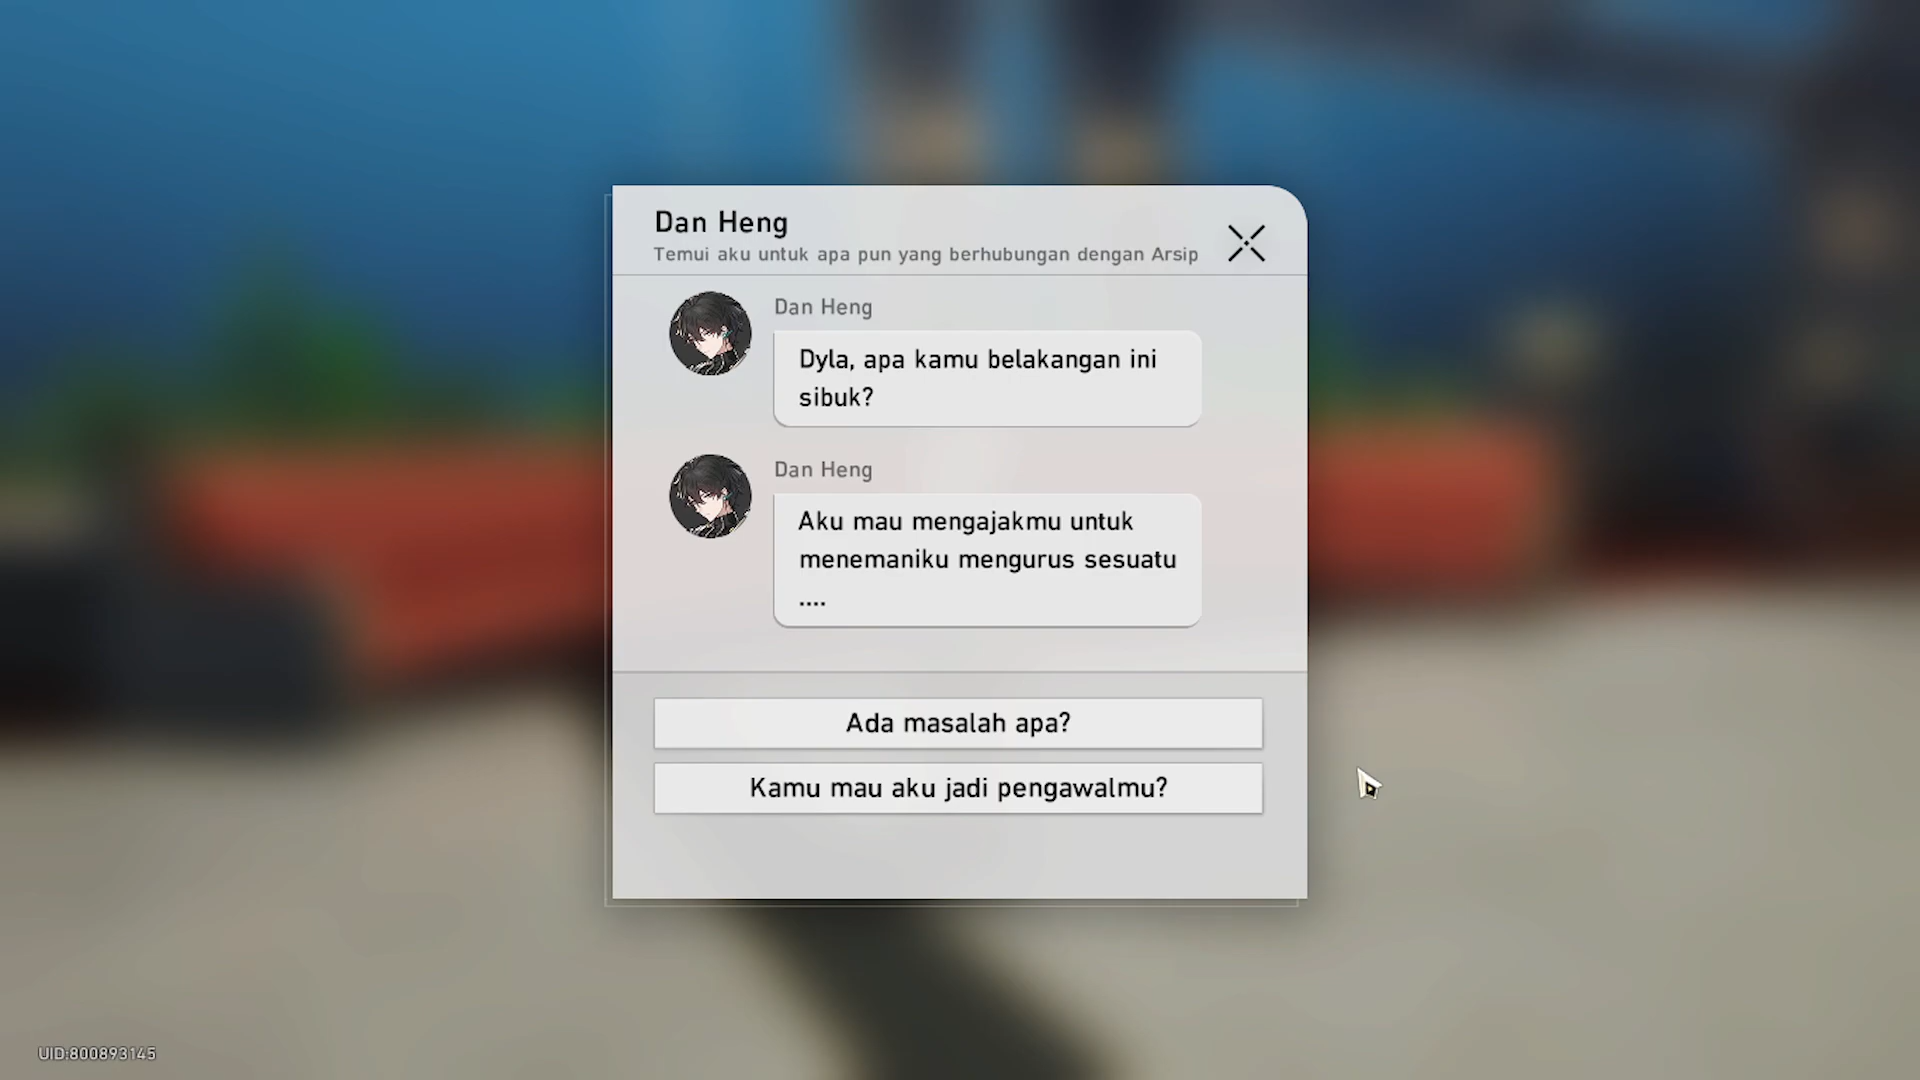 Dan Heng
Temui aku untuk apa pun yang berhubungan dengan Arsip
Dan Heng
Dyla, apa kamu belakangan ini
sibuk?
Dan Heng
Aku mau mengajakmu untuk
menemaniku mengurus sesuatu
....
Ada masalah apa?
Kamu mau aku jadi pengawalmu?
UID:800893145